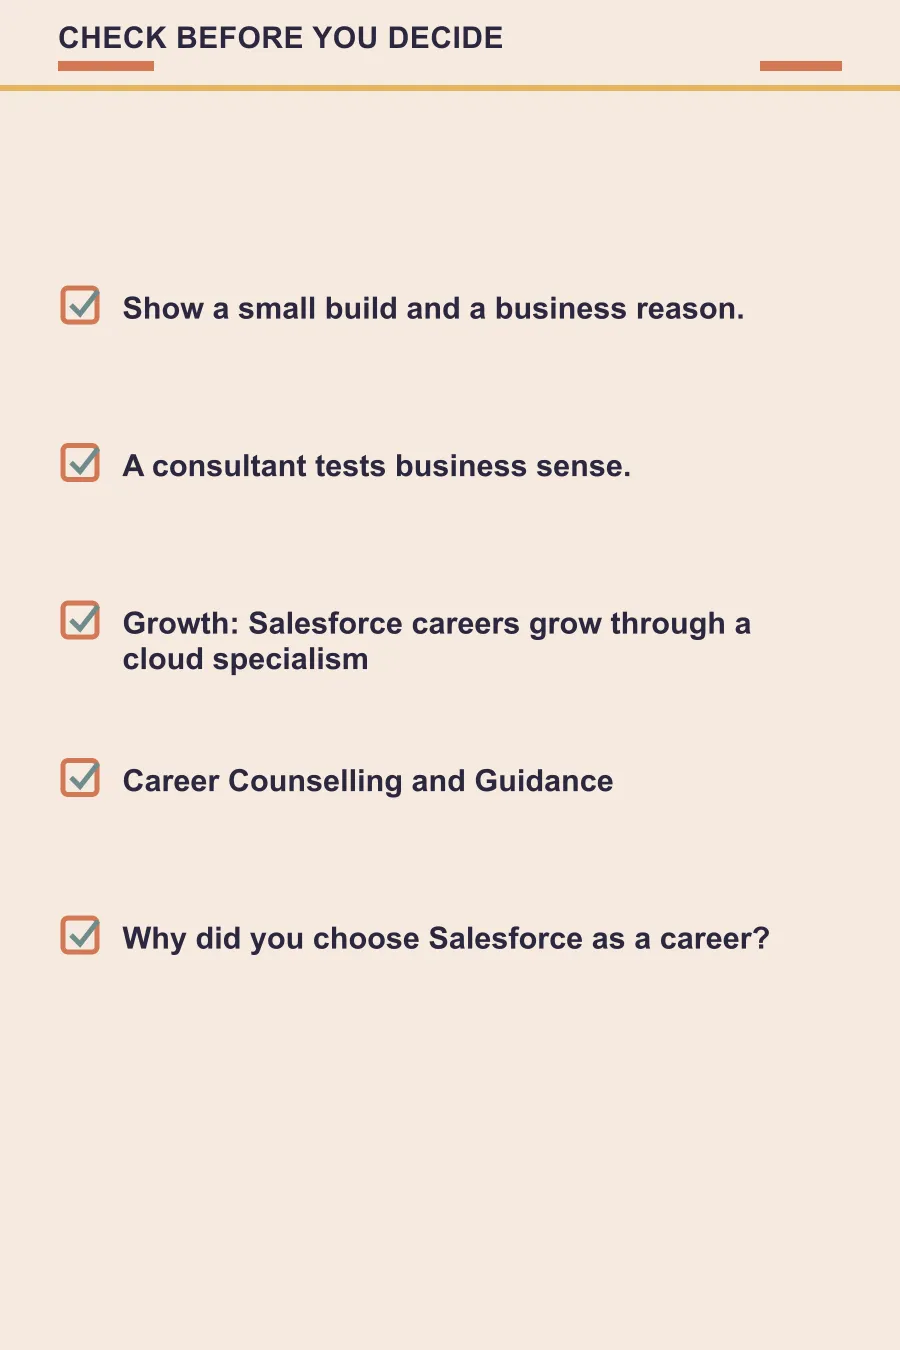 CHECK BEFORE YOU DECIDE
Show a small build and a business reason.
A consultant tests business sense.
Growth: Salesforce careers grow through a
cloud specialism
Career Counselling and Guidance
Why did you choose Salesforce as a career?